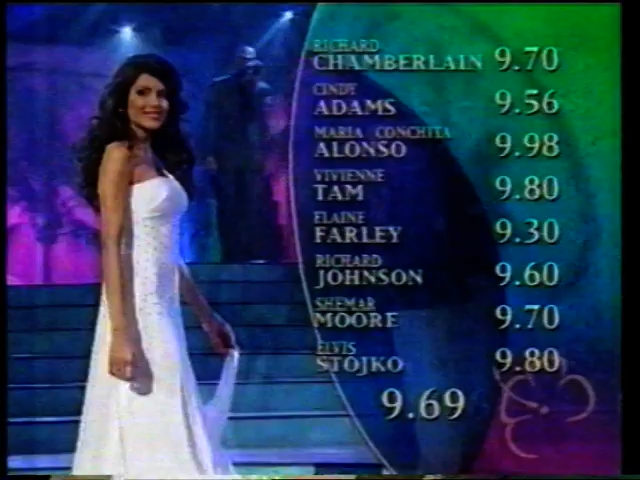 RICHARD
CHAMBERLAIN 9.70
CINDY
ADAMS 9.56
MARIA CONCHITA
ALONSO 9.98
VIVIENNE
TAM 9.80
ELAINE
FARLEY 9.30
RICHARD
JOHNSON 9.60
SHEMAR
MOORE 9.70
ELVIS
STOJKO 9.80
9.69